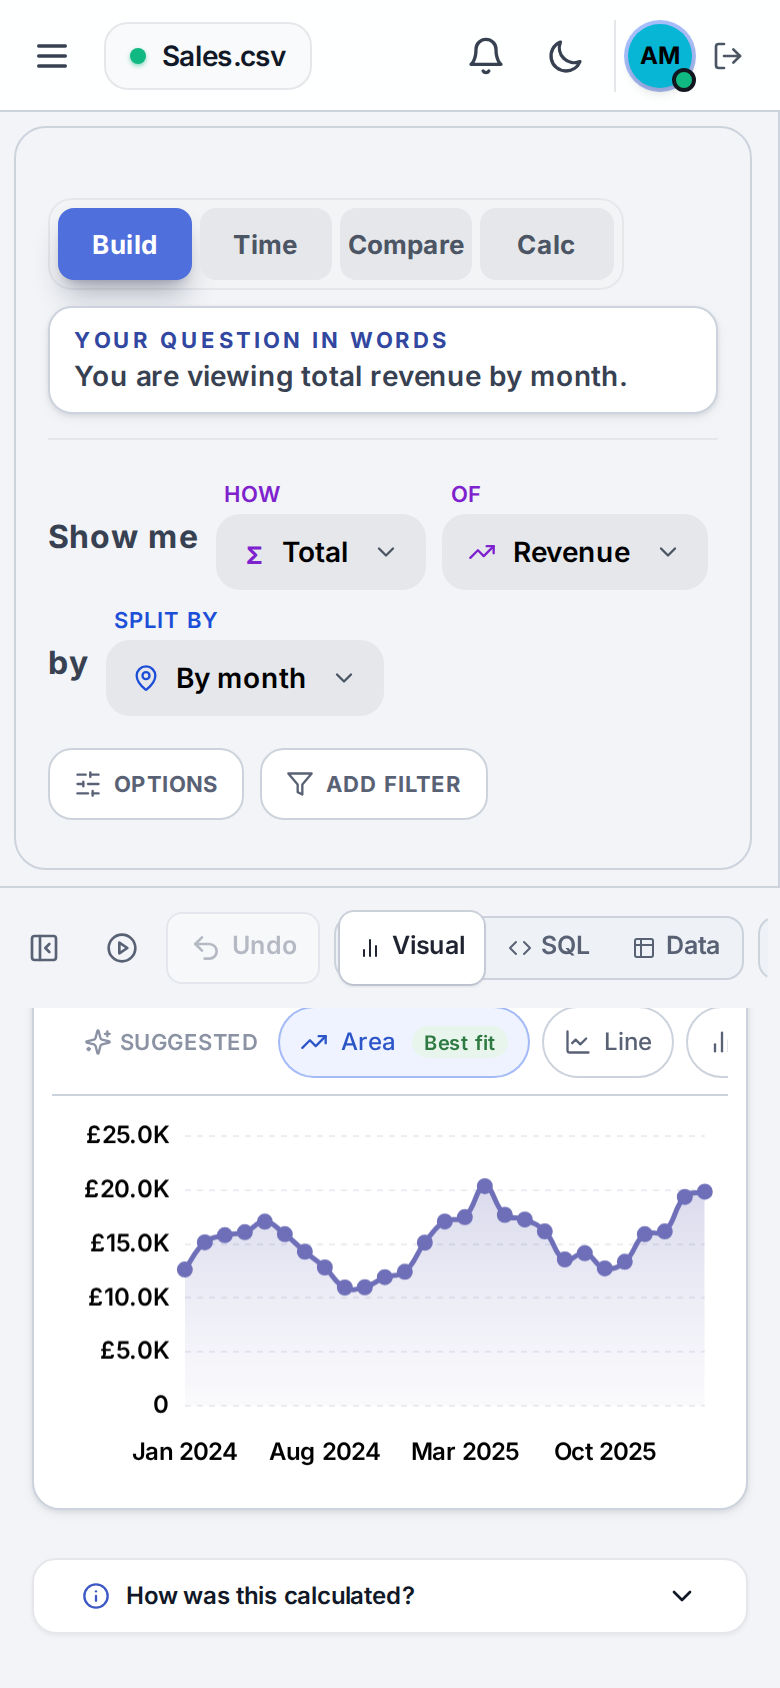 Sales.csv
AM
Build
Time
Compare
Calc
YOUR QUESTION IN WORDS
You are viewing total revenue by month.
HOW
OF
Show me
Σ Total
Revenue
SPLIT BY
by
By month
OPTIONS
ADD FILTER
Undo
Visual
SQL
Data
SUGGESTED
Area
Best fit
Line
£25.0K
£20.0K
£15.0K
£10.0K
£5.0K
0
Jan 2024
Aug 2024
Mar 2025
Oct 2025
How was this calculated?